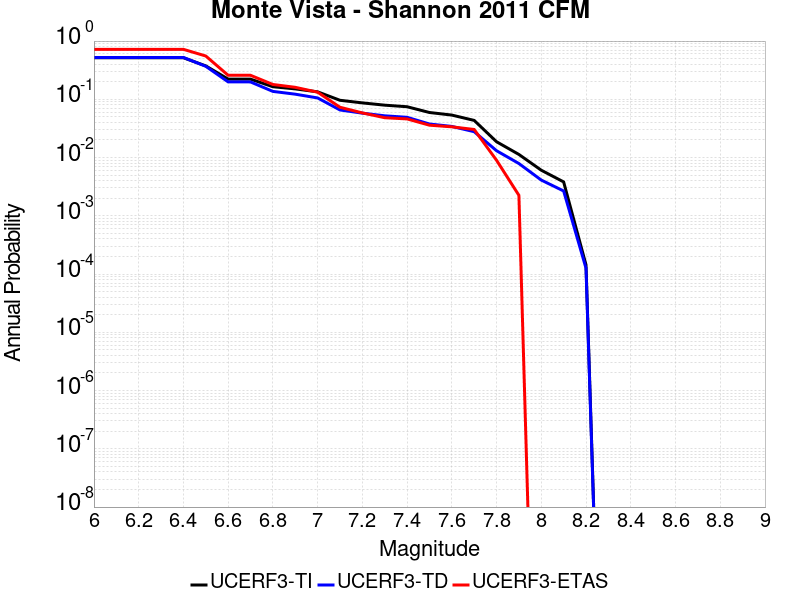 Monte Vista - Shannon 2011 CFM
10^0
10^-1
10^-2
10^-3
10^-4
10^-5
10^-6
10^-7
10^-8
Annual Probability
6 6.2 6.4 6.6 6.8 7 7.2 7.4 7.6 7.8 8 8.2 8.4 8.6 8.8 9
Magnitude
UCERF3-TI UCERF3-TD UCERF3-ETAS